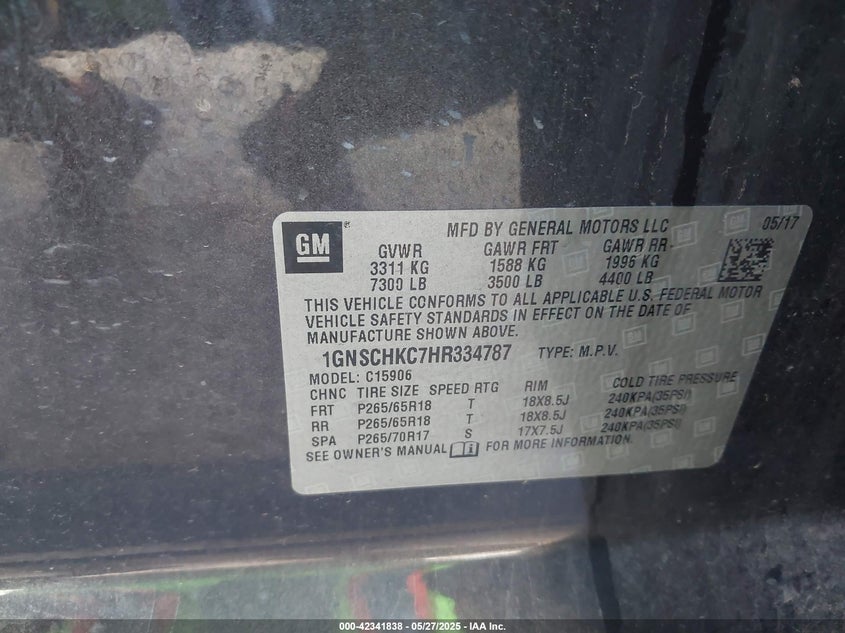 GM
MFD BY GENERAL MOTORS LLC 05/17
GVWR GAWR FRT GAWR RR
3311 KG 1588 KG 1996 KG
7300 LB 3500 LB 4400 LB
THIS VEHICLE CONFORMS TO ALL APPLICABLE U.S. FEDERAL MOTOR
VEHICLE SAFETY STANDARDS IN EFFECT ON THE DATE OF
MANUFACTURE SHOWN ABOVE.
1GNSCHKC7HR334787 TYPE: M.P.V.
MODEL: C15906
CHNC TIRE SIZE SPEED RTG RIM COLD TIRE PRESSURE
FRT P265/65R18 T 18X8.5J 240KPA(35PSI)
RR P265/65R18 T 18X8.5J 240KPA(35PSI)
SPA P265/70R17 S 17X7.5J 240KPA(35PSI)
SEE OWNER'S MANUAL FOR MORE INFORMATION.
000-42341838 - 05/27/2025 - IAA Inc.